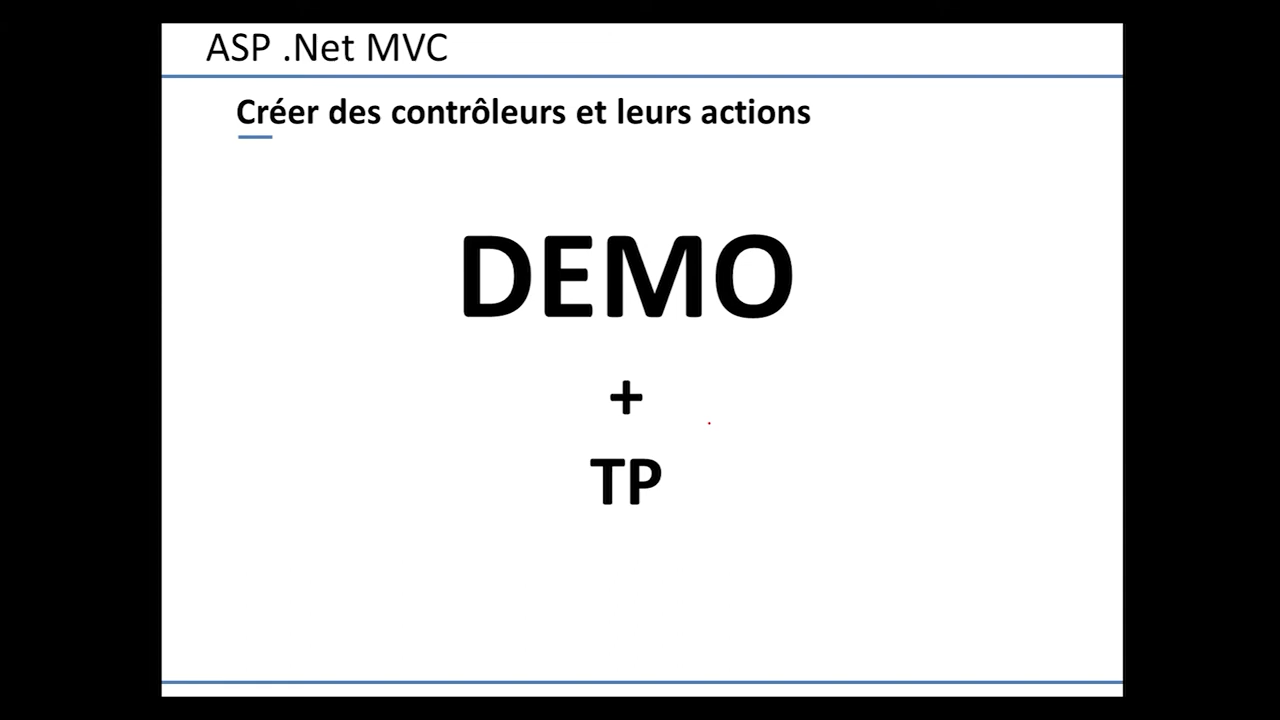 ASP .Net MVC
Créer des contrôleurs et leurs actions
DEMO
+
TP